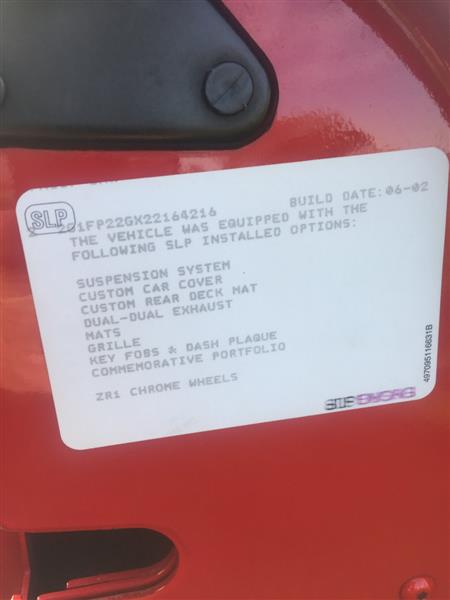 SLP
2G1FP22GX22164216
BUILD DATE:06-02
THE VEHICLE WAS EQUIPPED WITH THE
FOLLOWING SLP INSTALLED OPTIONS:
SUSPENSION SYSTEM
CUSTOM CAR COVER
CUSTOM REAR DECK MAT
DUAL-DUAL EXHAUST
MATS
GRILLE
KEY FOBS & DASH PLAQUE
COMMEMORATIVE PORTFOLIO
ZR1 CHROME WHEELS
497095116831B